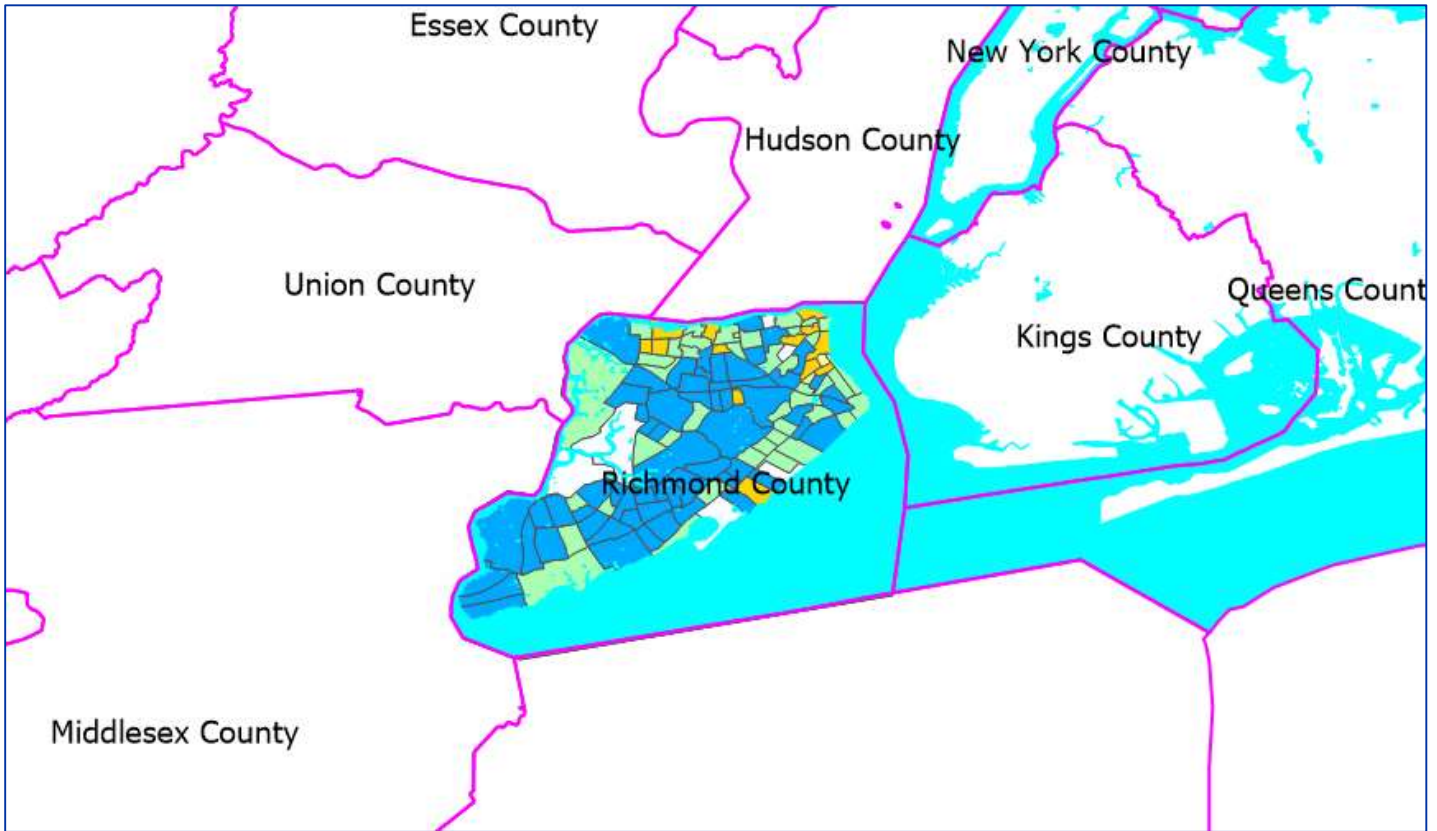 Essex County
New York County
Hudson County
Union County
Queens Count
Kings County
Richmond County
Middlesex County